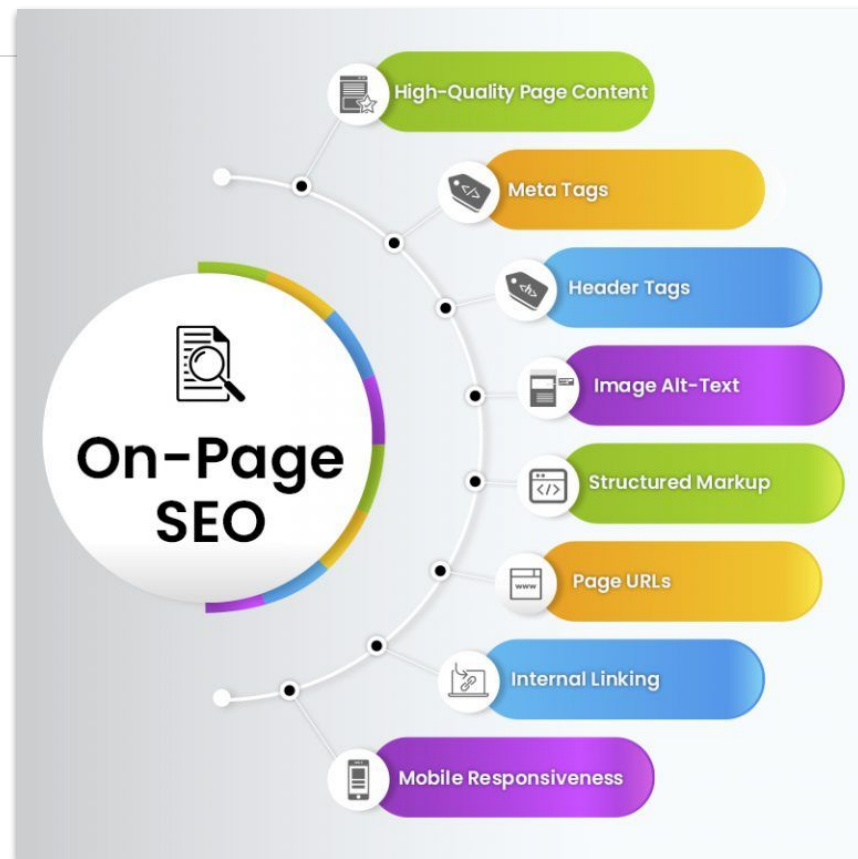 High-Quality Page Content
Meta Tags
Header Tags
Image Alt-Text
On-Page
SEO
Structured Markup
Page URLs
www
Internal Linking
Mobile Responsiveness